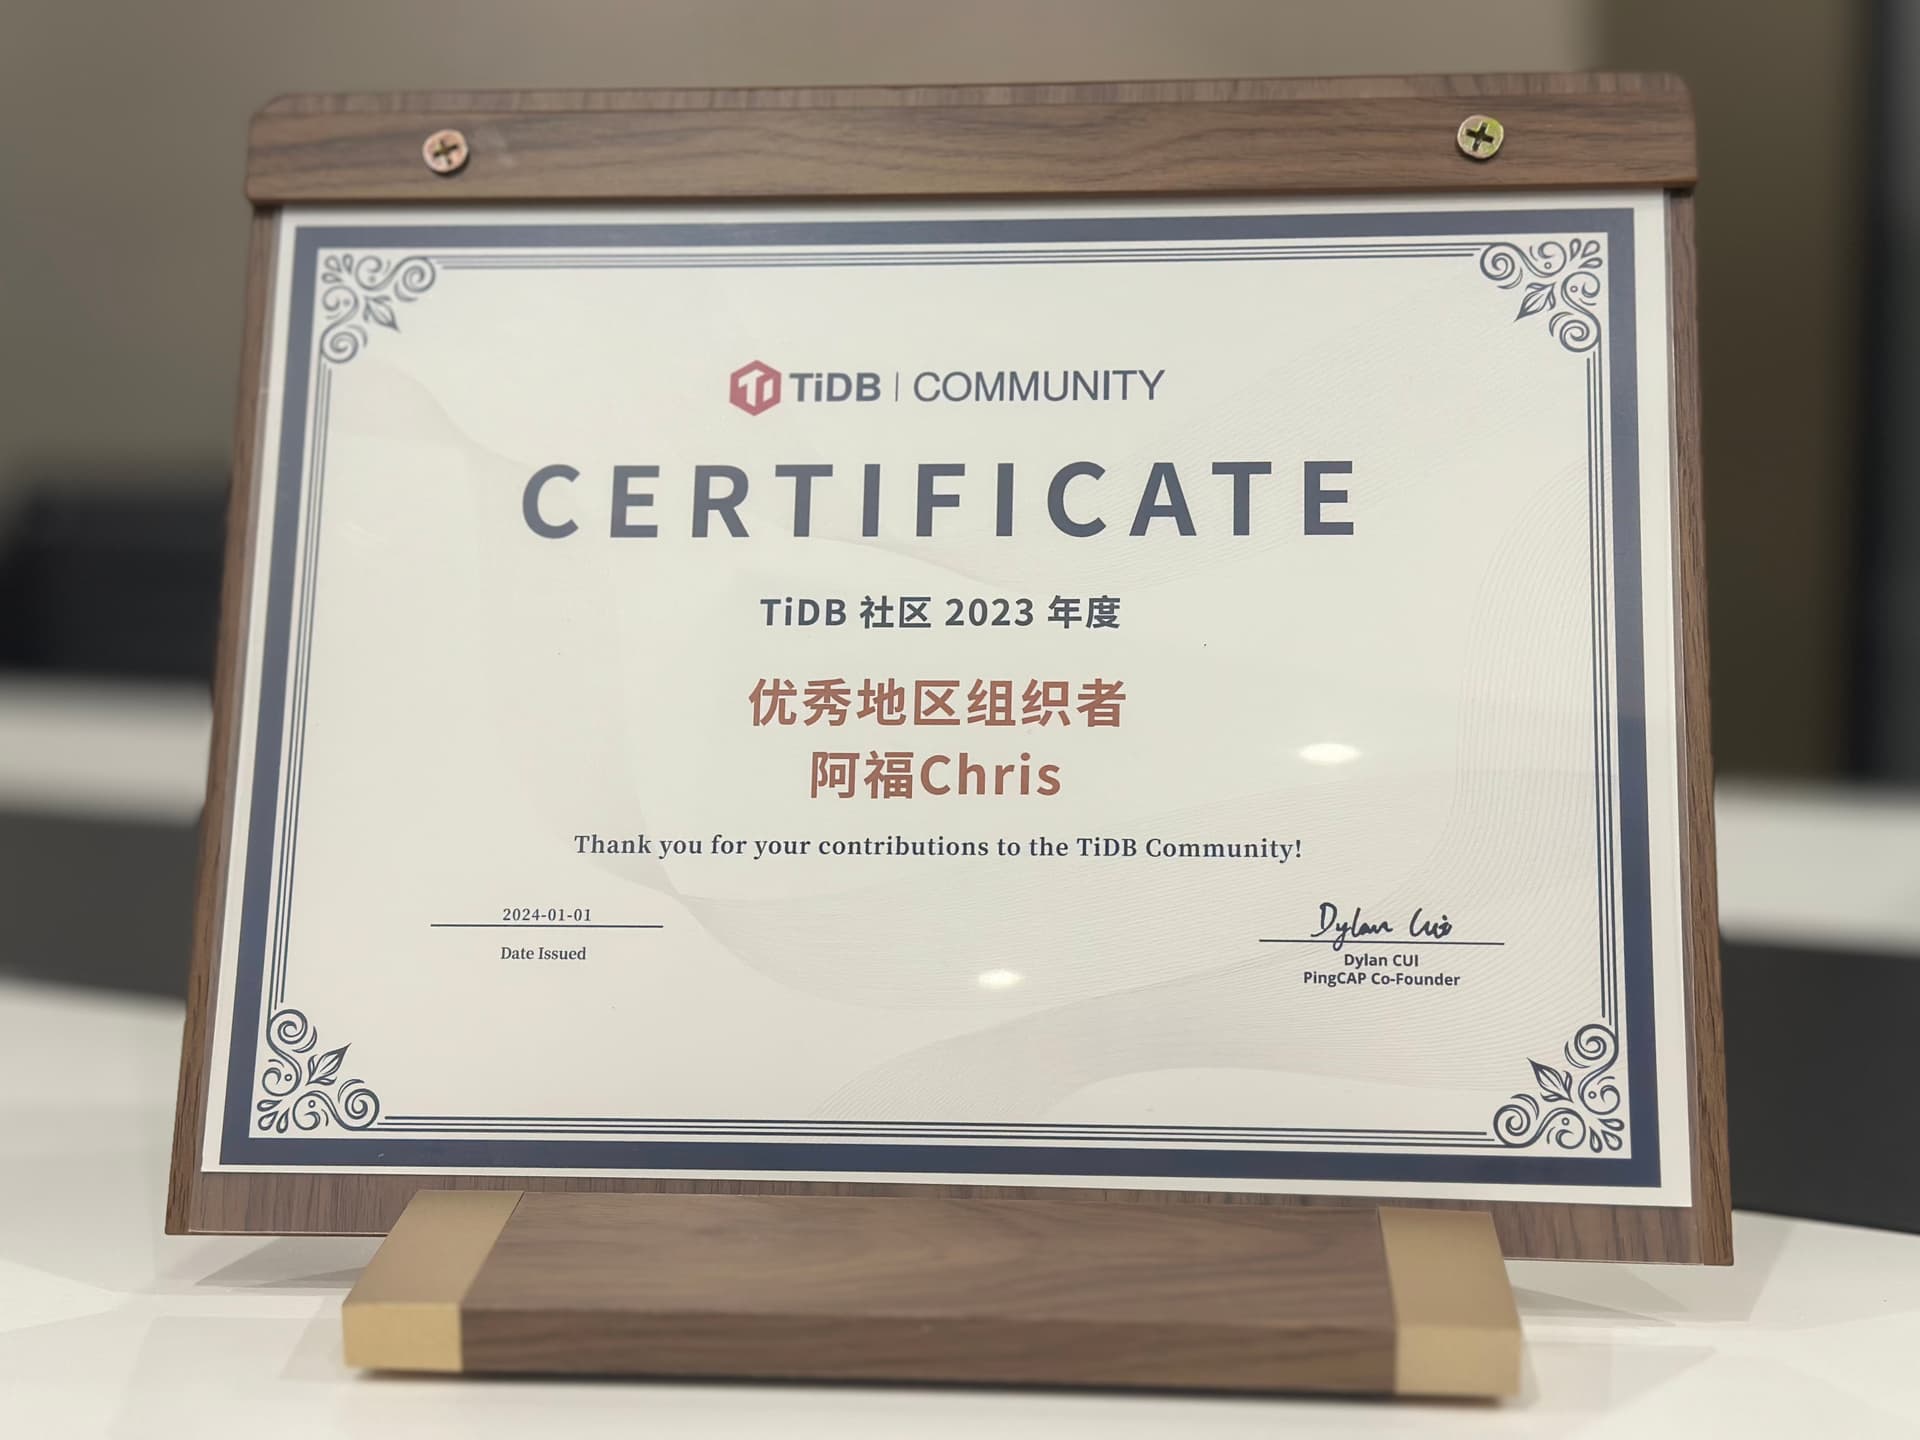 TiDB | COMMUNITY
CERTIFICATE
TiDB 社区 2023 年度
优秀地区组织者
阿福Chris
Thank you for your contributions to the TiDB Community!
2024-01-01
Date Issued
Dylan Cui
Dylan CUI
PingCAP Co-Founder